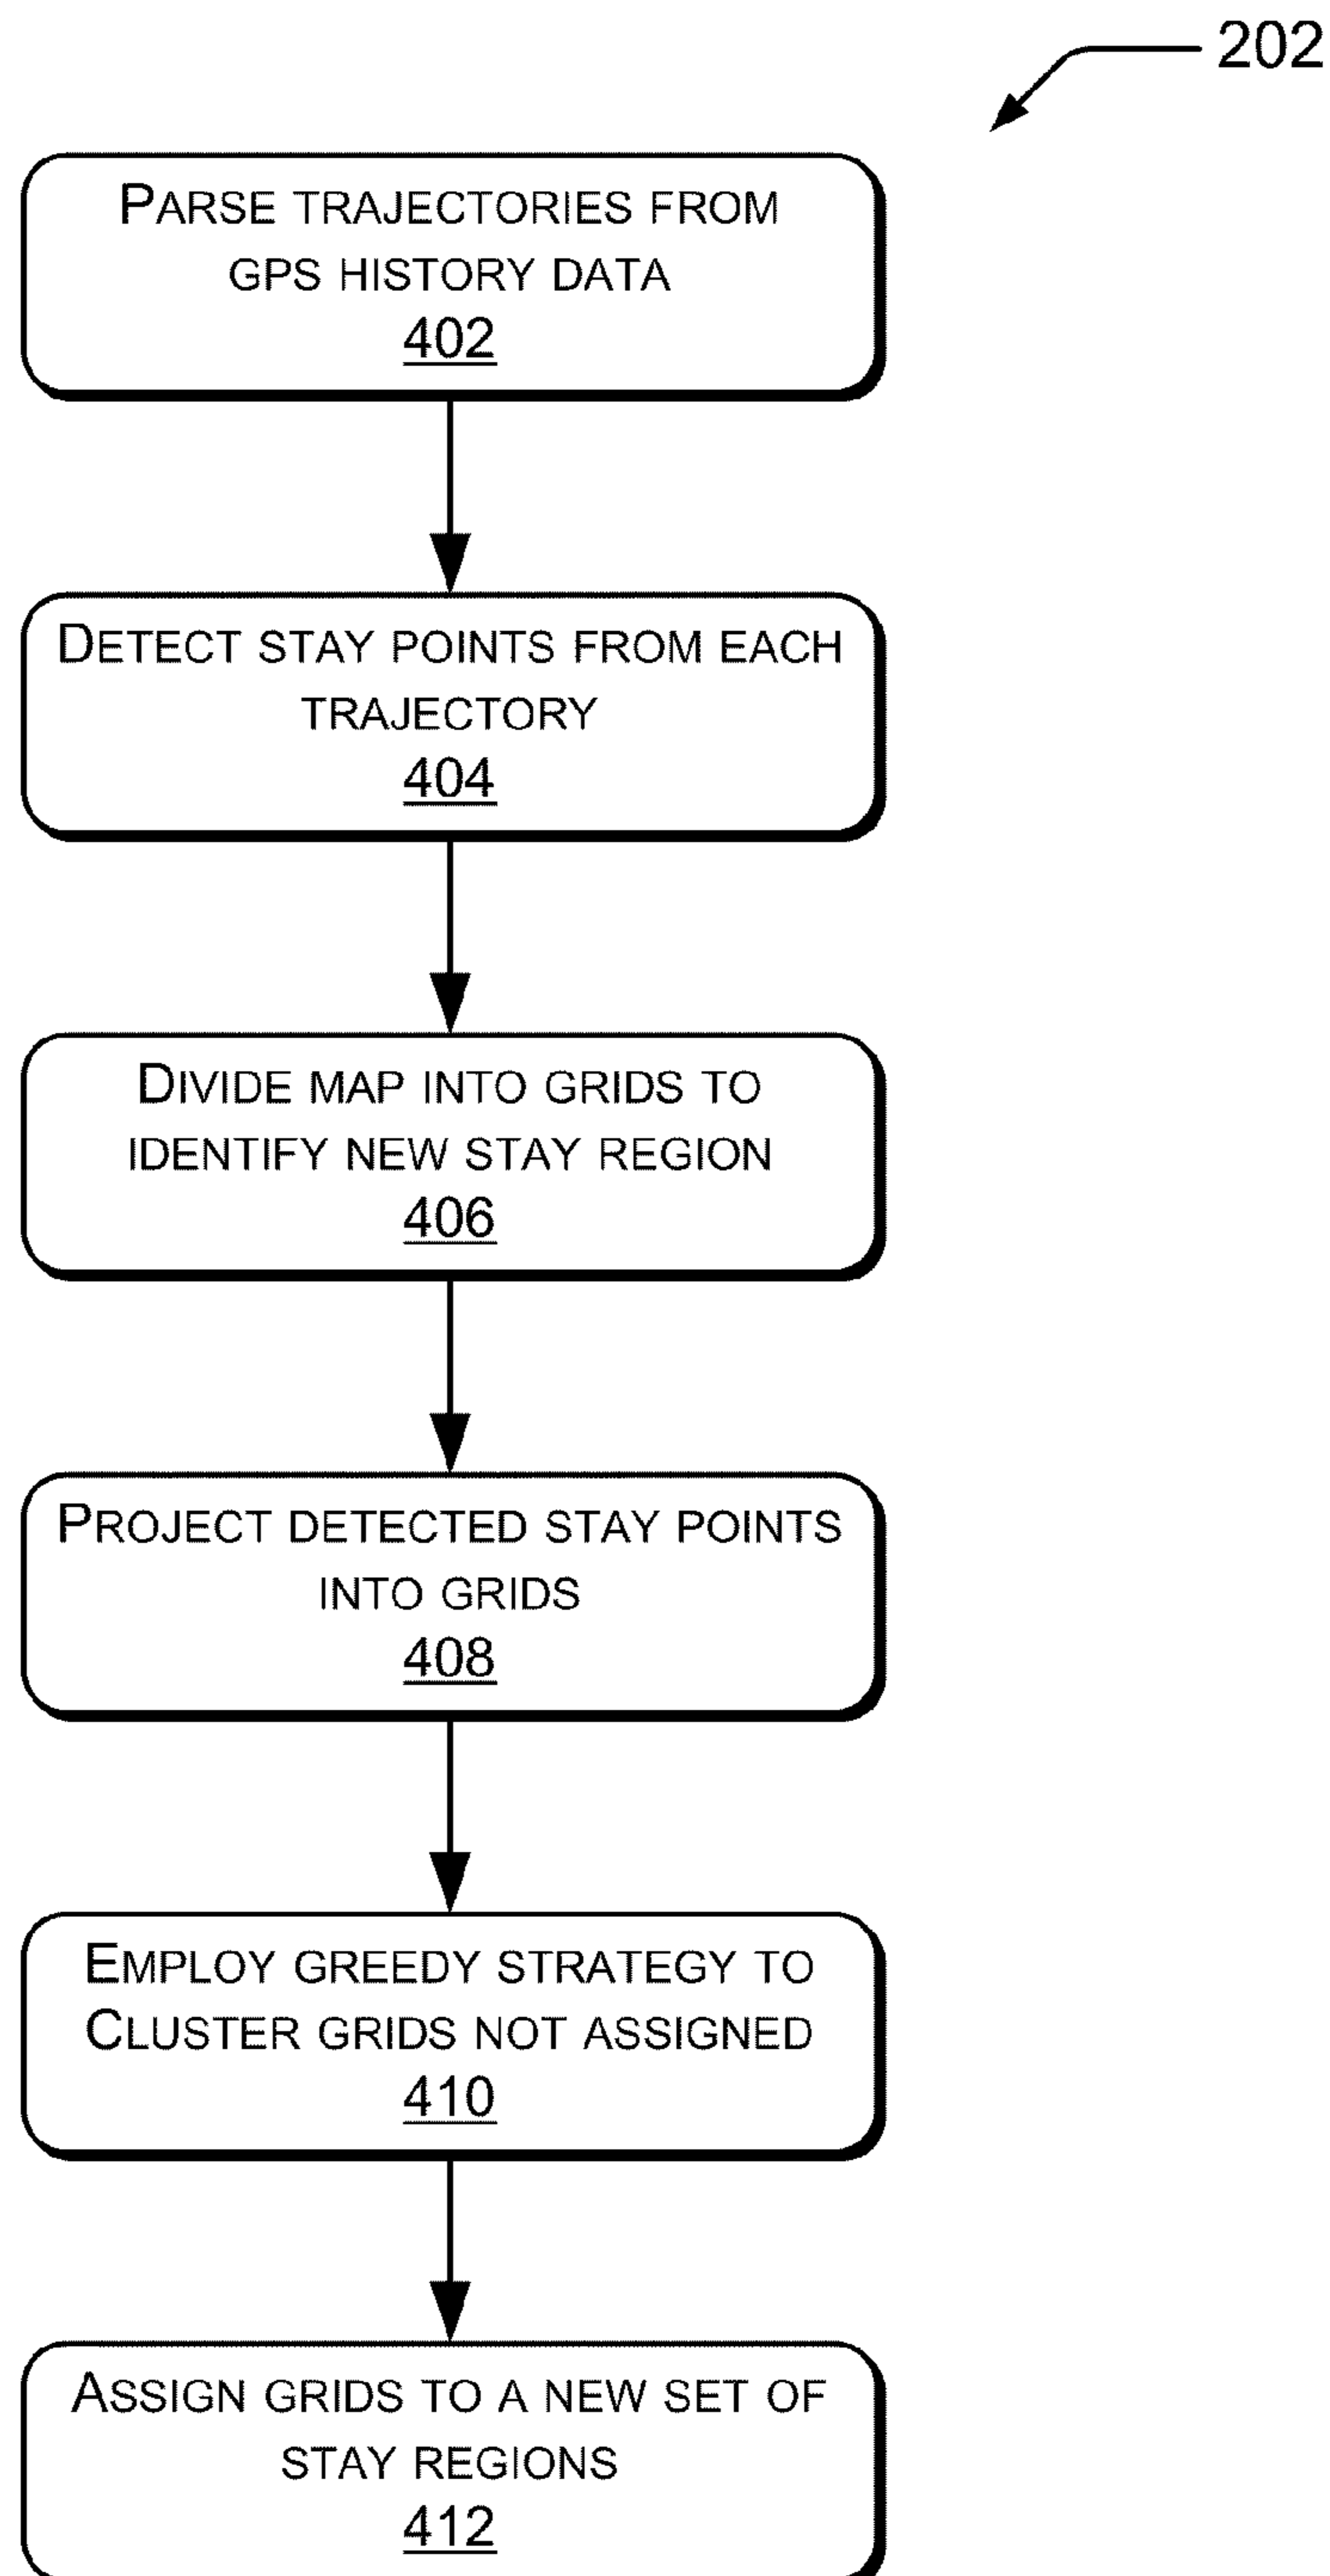 202
PARSE TRAJECTORIES FROM
GPS HISTORY DATA
402
DETECT STAY POINTS FROM EACH
TRAJECTORY
404
DIVIDE MAP INTO GRIDS TO
IDENTIFY NEW STAY REGION
406
PROJECT DETECTED STAY POINTS
INTO GRIDS
408
EMPLOY GREEDY STRATEGY TO
CLUSTER GRIDS NOT ASSIGNED
410
ASSIGN GRIDS TO A NEW SET OF
STAY REGIONS
412